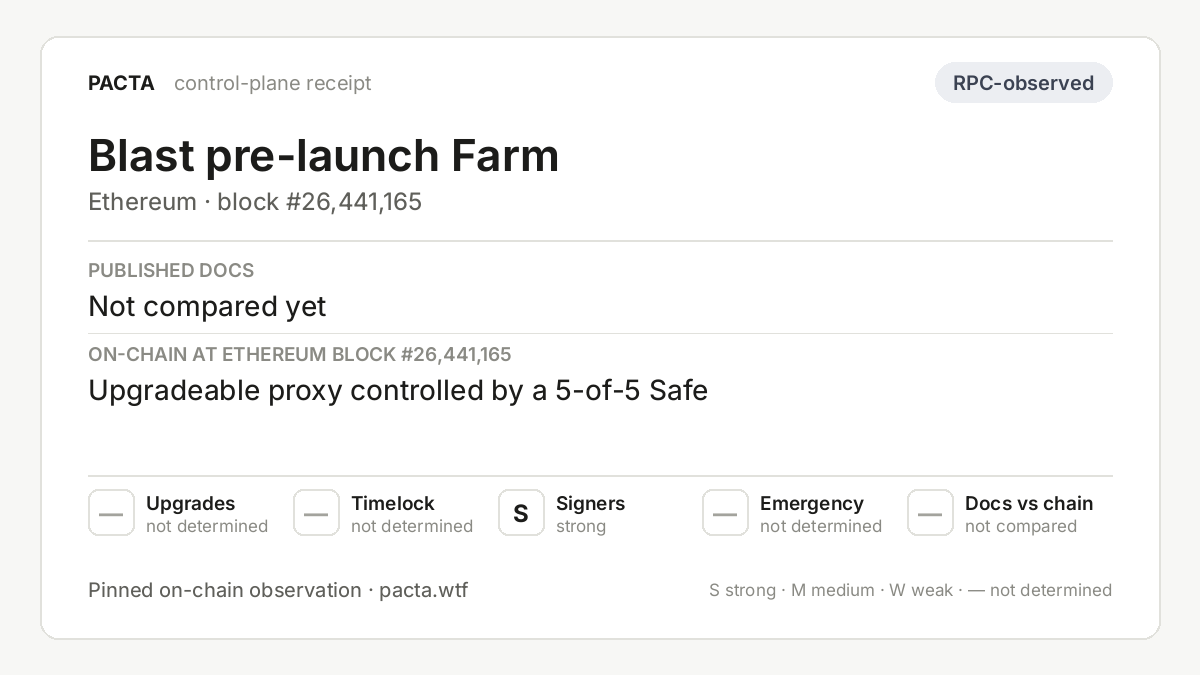 PACTA control-plane receipt
RPC-observed
Blast pre-launch Farm
Ethereum · block #26,441,165
PUBLISHED DOCS
Not compared yet
ON-CHAIN AT ETHEREUM BLOCK #26,441,165
Upgradeable proxy controlled by a 5-of-5 Safe
— Upgrades
not determined
— Timelock
not determined
S Signers
strong
— Emergency
not determined
— Docs vs chain
not compared
Pinned on-chain observation · pacta.wtf
S strong · M medium · W weak · — not determined